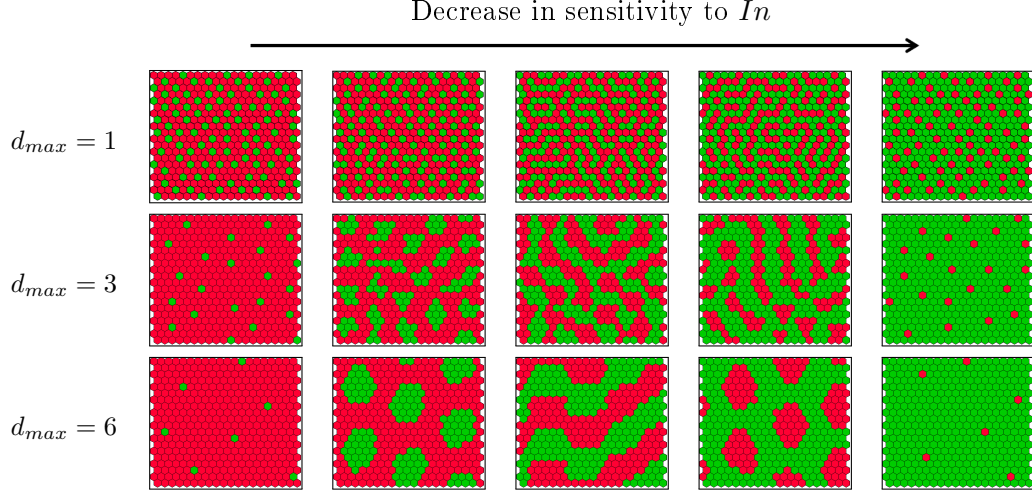 Decrease in sensitivity to In
d_max = 1
d_max = 3
d_max = 6